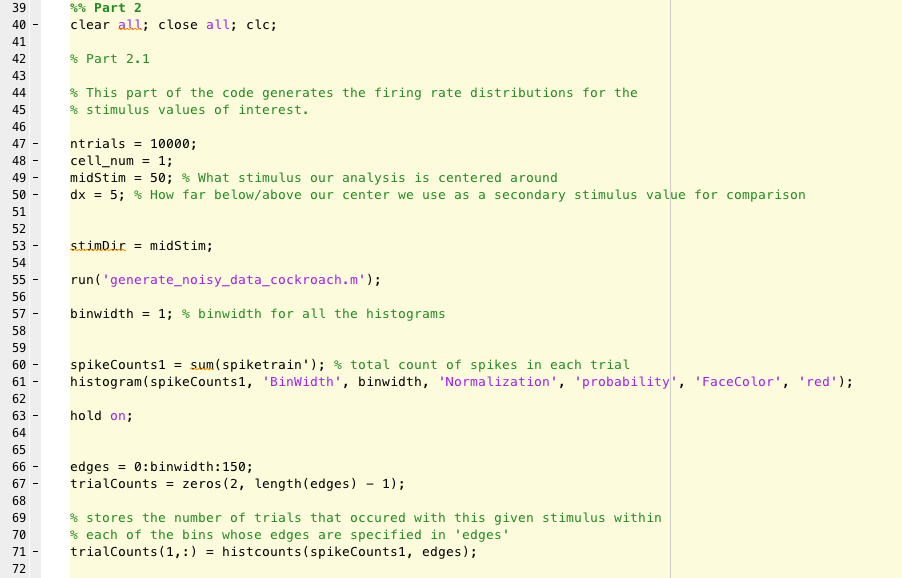 39 %% Part 2
40 - clear all; close all; clc;
41
42 % Part 2.1
43
44 % This part of the code generates the firing rate distributions for the
45 % stimulus values of interest.
46
47 - ntrials = 10000;
48 - cell_num = 1;
49 - midStim = 50; % What stimulus our analysis is centered around
50 - dx = 5; % How far below/above our center we use as a secondary stimulus value for comparison
51
52
53 - stimDir = midStim;
54
55 - run('generate_noisy_data_cockroach.m');
56
57 - binwidth = 1; % binwidth for all the histograms
58
59
60 - spikeCounts1 = sum(spiketrain'); % total count of spikes in each trial
61 - histogram(spikeCounts1, 'BinWidth', binwidth, 'Normalization', 'probability', 'FaceColor', 'red');
62
63 - hold on;
64
65
66 - edges = 0:binwidth:150;
67 - trialCounts = zeros(2, length(edges) - 1);
68
69 % stores the number of trials that occured with this given stimulus within
70 % each of the bins whose edges are specified in 'edges'
71 - trialCounts(1,:) = histcounts(spikeCounts1, edges);
72